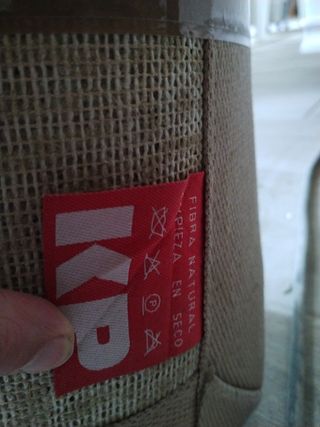 KP
FIBRA NATURAL
PIEZA EN SECO
P